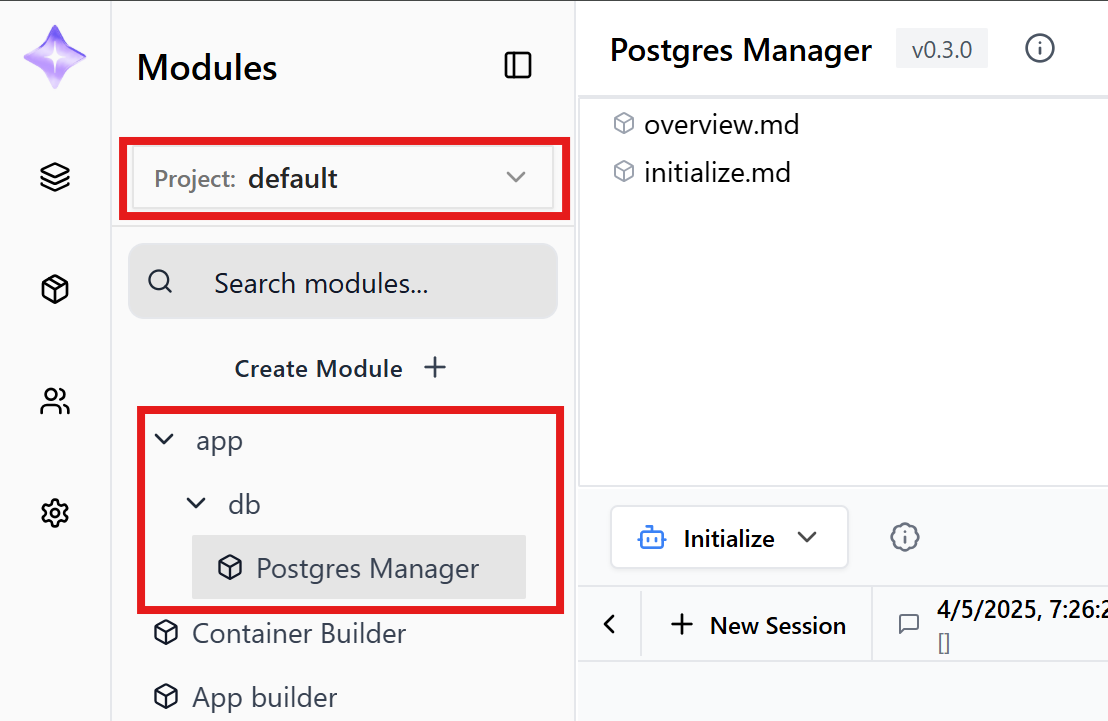 Modules
Project: default
Search modules...
Create Module
app
db
Postgres Manager
Container Builder
App builder
Postgres Manager v0.3.0
overview.md
initialize.md
Initialize
New Session
4/5/2025, 7:26:2
[]